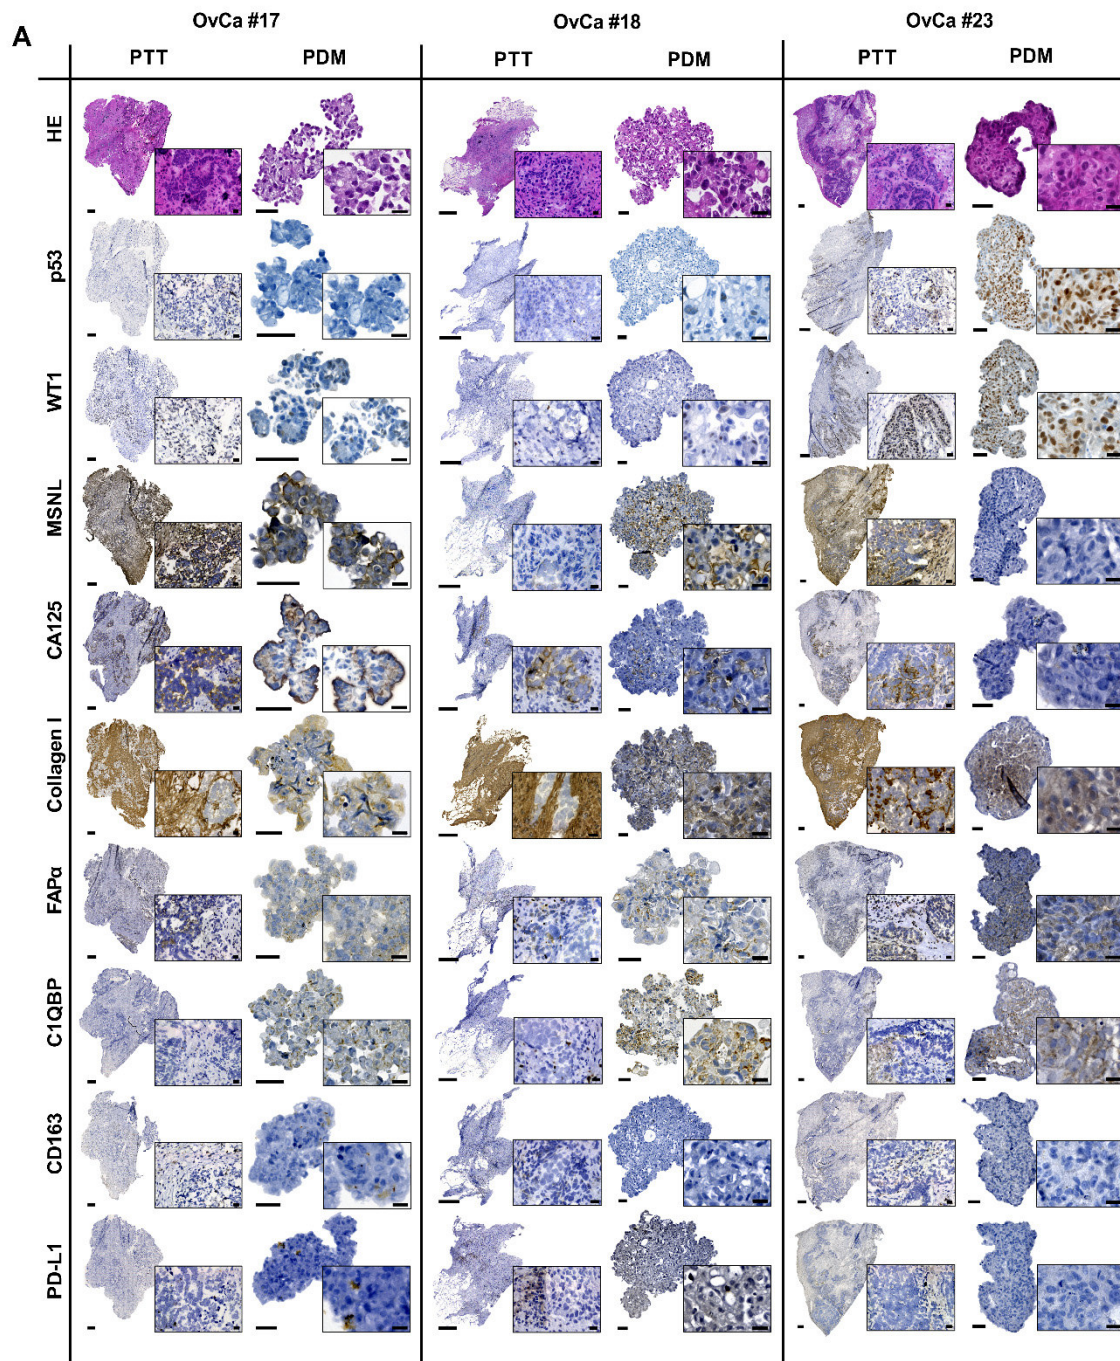 A
OvCa #17
OvCa #18
OvCa #23
PTT
PDM
PTT
PDM
PTT
PDM
HE
p53
WT1
MSNL
CA125
Collagen I
FAPα
C1QBP
CD163
PD-L1